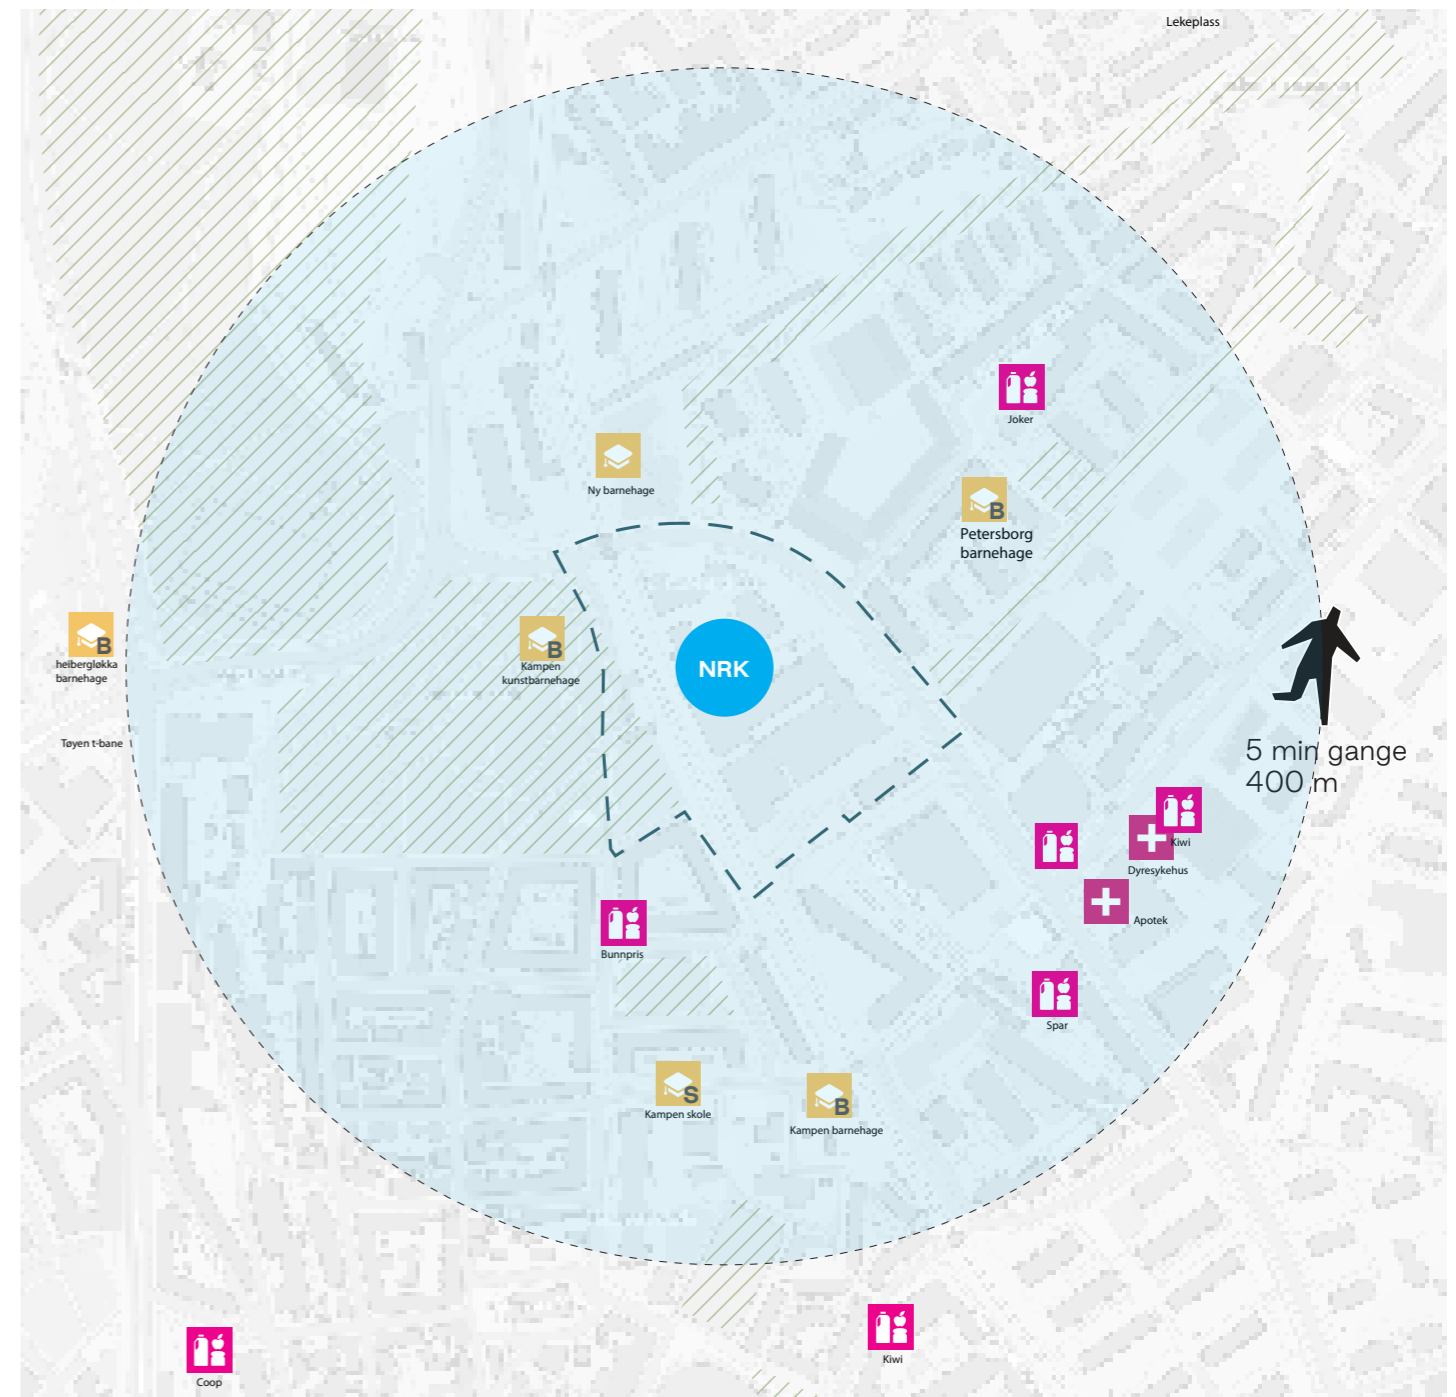 Lekeplass
Joker
Ny barnehage
B
Petersborg
barnehage
B
heibergløkka
barnehage
B
Kampen
kunstbarnehage
NRK
Tøyen t-bane
5 min gange
400 m
Kiwi
Dyresykehus
Apotek
Bunnpris
Spar
S
Kampen skole
B
Kampen barnehage
Kiwi
Coop